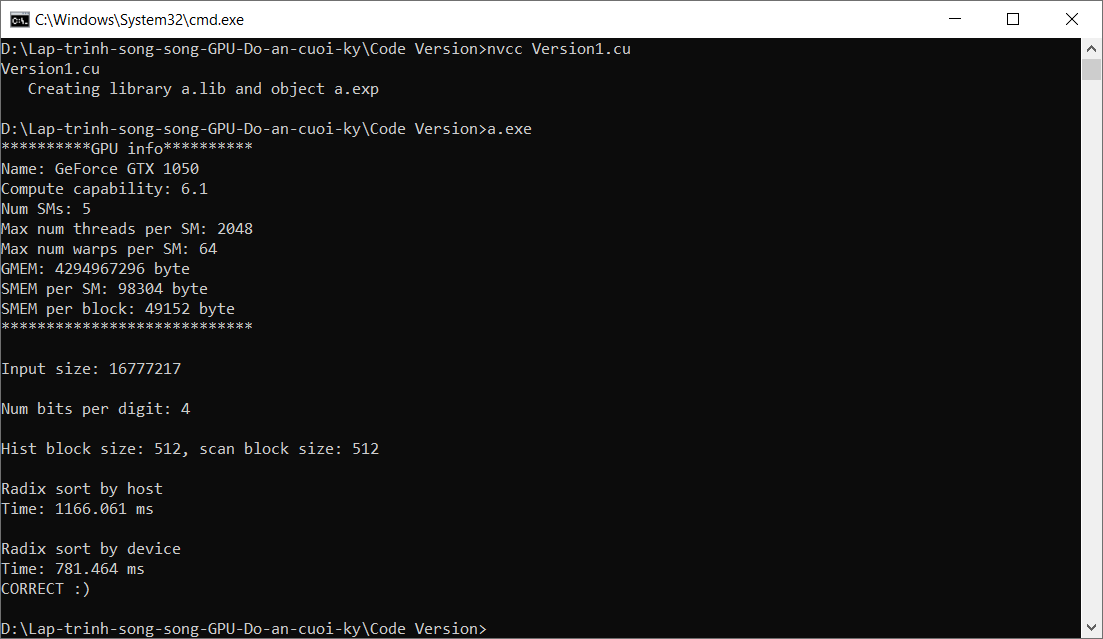 C:\Windows\System32\cmd.exe
D:\Lap-trinh-song-song-GPU-Do-an-cuoi-ky\Code Version>nvcc Version1.cu
Version1.cu
   Creating library a.lib and object a.exp
D:\Lap-trinh-song-song-GPU-Do-an-cuoi-ky\Code Version>a.exe
**********GPU info**********
Name: GeForce GTX 1050
Compute capability: 6.1
Num SMs: 5
Max num threads per SM: 2048
Max num warps per SM: 64
GMEM: 4294967296 byte
SMEM per SM: 98304 byte
SMEM per block: 49152 byte
****************************
Input size: 16777217
Num bits per digit: 4
Hist block size: 512, scan block size: 512
Radix sort by host
Time: 1166.061 ms
Radix sort by device
Time: 781.464 ms
CORRECT :)
D:\Lap-trinh-song-song-GPU-Do-an-cuoi-ky\Code Version>